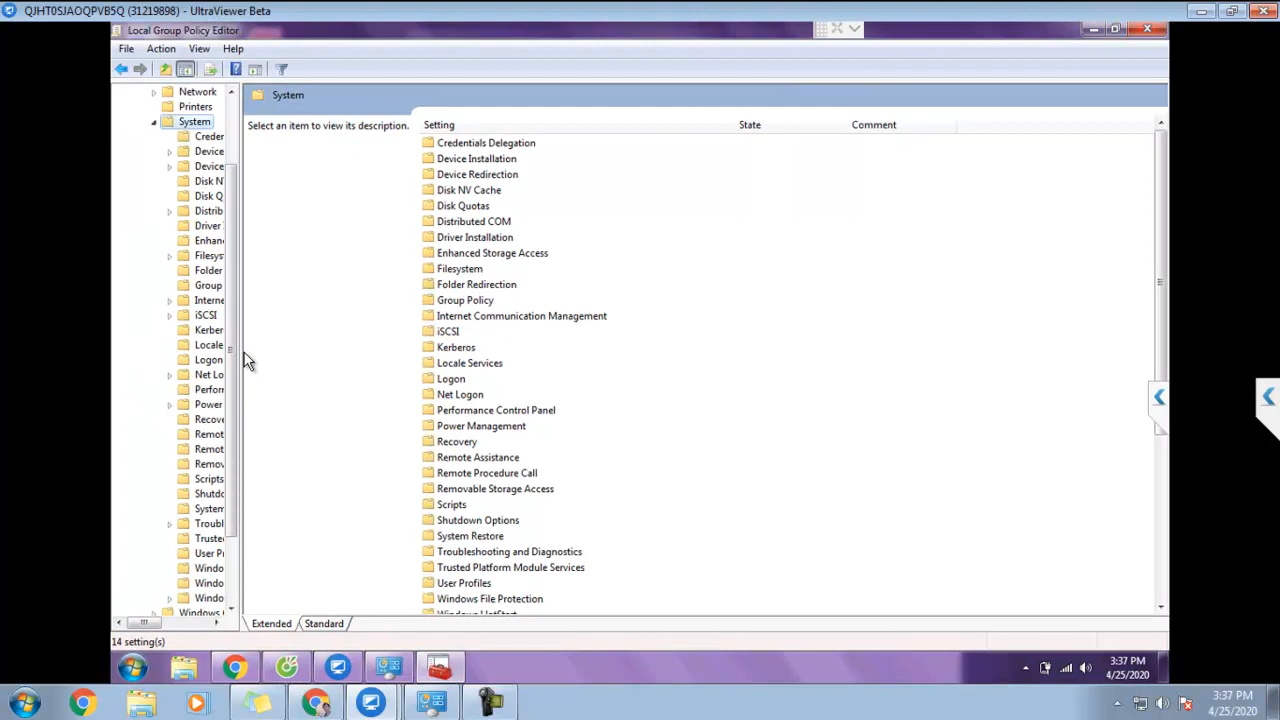 QJHT0SJAOQPVB5Q (31219898) - UltraViewer Beta
Local Group Policy Editor
File Action View Help
Network
Printers
System
Creder
Device
Device
Disk N
Disk Q
Distrib
Driver
Enhan
Filesys
Folder
Group
Interne
iSCSI
Kerber
Locale
Logon
Net Lo
Perforn
Power
Recove
Remot
Remot
Remov
Scripts
Shutdo
System
Troubl
Truste
User Pr
Windo
Windo
Windo
Windows (
System
Select an item to view its description.
Setting State Comment
Credentials Delegation
Device Installation
Device Redirection
Disk NV Cache
Disk Quotas
Distributed COM
Driver Installation
Enhanced Storage Access
Filesystem
Folder Redirection
Group Policy
Internet Communication Management
iSCSI
Kerberos
Locale Services
Logon
Net Logon
Performance Control Panel
Power Management
Recovery
Remote Assistance
Remote Procedure Call
Removable Storage Access
Scripts
Shutdown Options
System Restore
Troubleshooting and Diagnostics
Trusted Platform Module Services
User Profiles
Windows File Protection
Windows HotStart
Extended Standard
14 setting(s)
3:37 PM
4/25/2020
3:37 PM
4/25/2020